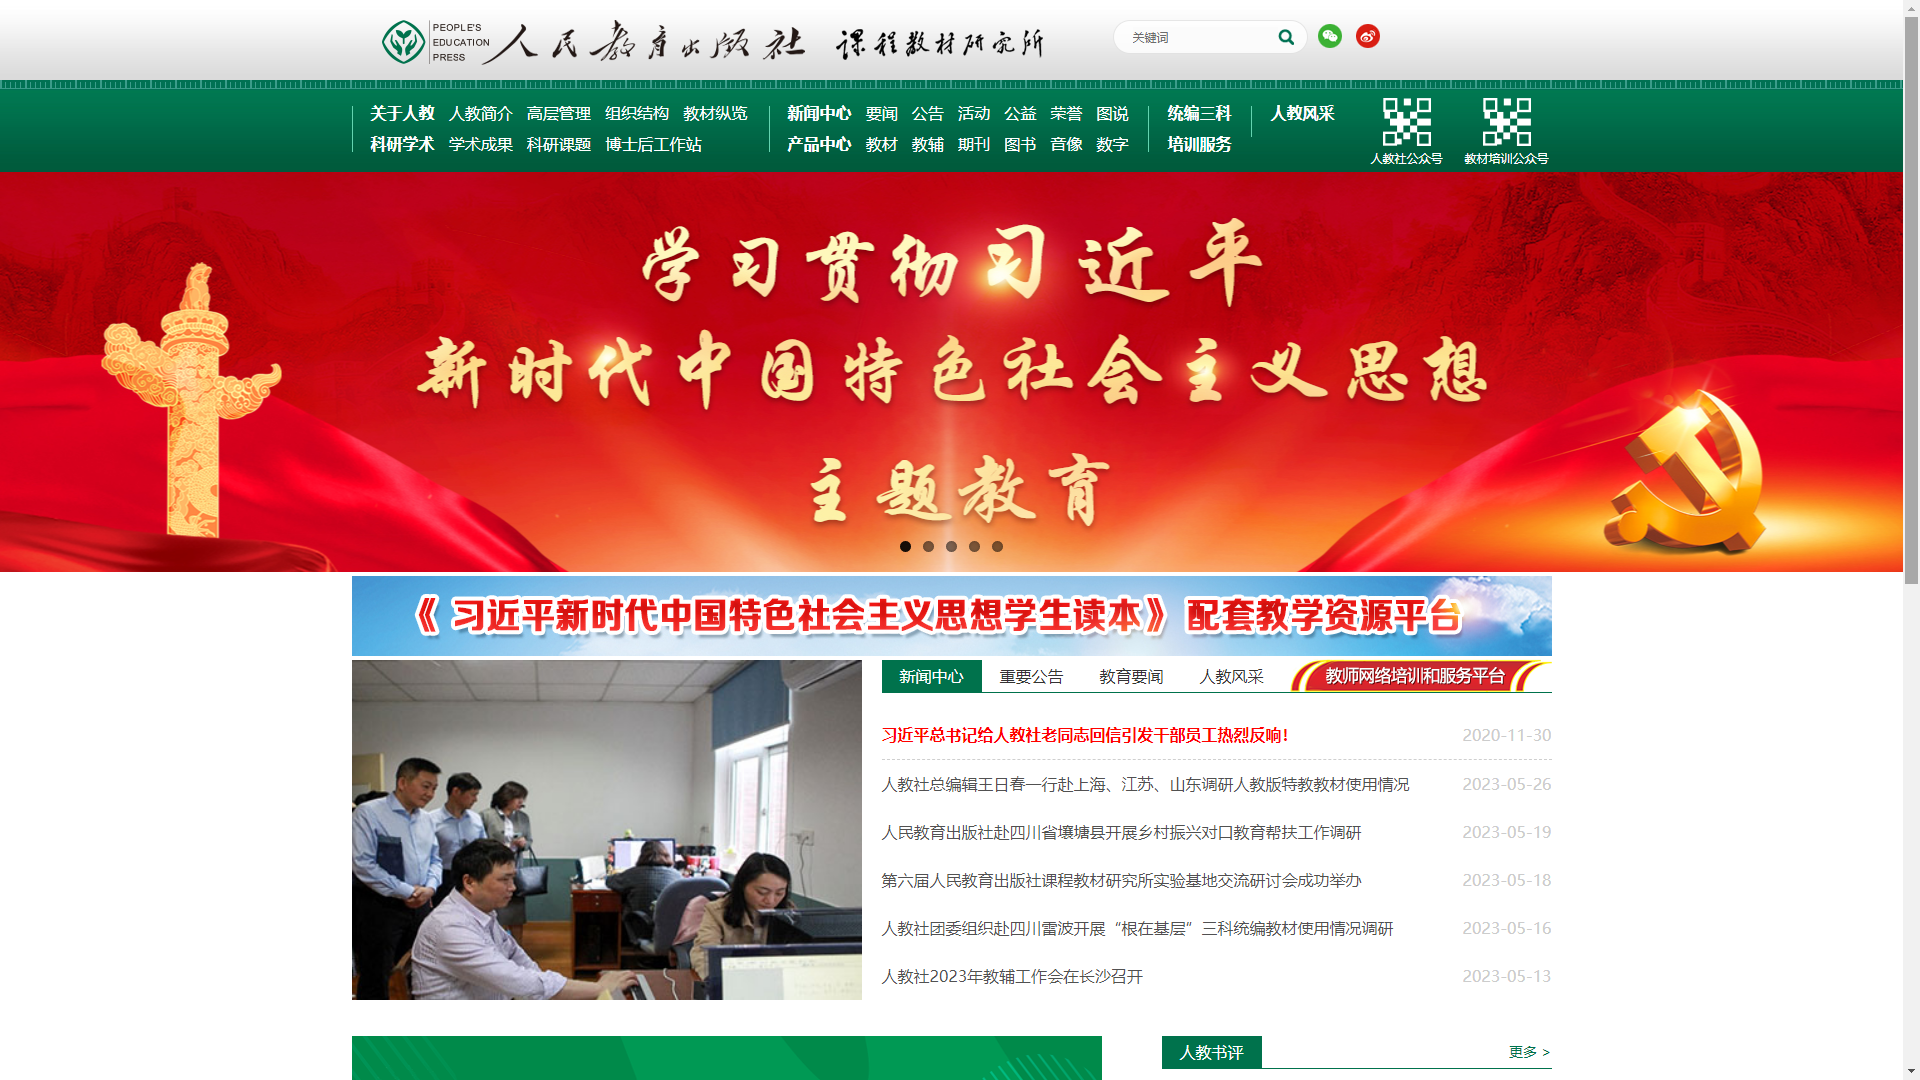 PEOPLE'S
EDUCATION
PRESS
人民教育出版社 课程教材研究所
关键词
关于人教 人教简介 高层管理 组织结构 教材纵览
科研学术 学术成果 科研课题 博士后工作站
新闻中心 要闻 公告 活动 公益 荣誉 图说
产品中心 教材 教辅 期刊 图书 音像 数字
统编三科
培训服务
人教风采
人教社公众号
教材培训公众号
学习贯彻习近平
新时代中国特色社会主义思想
主题教育
《习近平新时代中国特色社会主义思想学生读本》配套教学资源平台
新闻中心 重要公告 教育要闻 人教风采 教师网络培训和服务平台
习近平总书记给人教社老同志回信引发干部员工热烈反响！ 2020-11-30
人教社总编辑王日春一行赴上海、江苏、山东调研人教版特教教材使用情况 2023-05-26
人民教育出版社赴四川省壤塘县开展乡村振兴对口教育帮扶工作调研 2023-05-19
第六届人民教育出版社课程教材研究所实验基地交流研讨会成功举办 2023-05-18
人教社团委组织赴四川雷波开展“根在基层”三科统编教材使用情况调研 2023-05-16
人教社2023年教辅工作会在长沙召开 2023-05-13
人教书评 更多 >